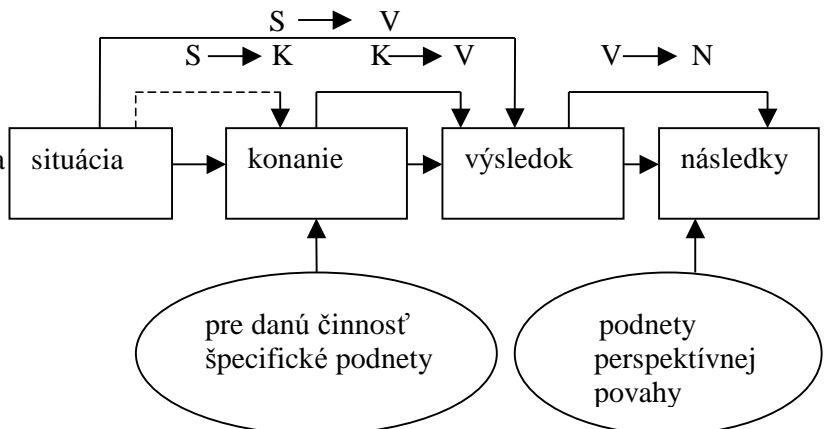 S → V
S → K K → V V → N
a situácia konanie výsledok následky
pre danú činnosť
špecifické podnety
podnety
perspektívnej
povahy